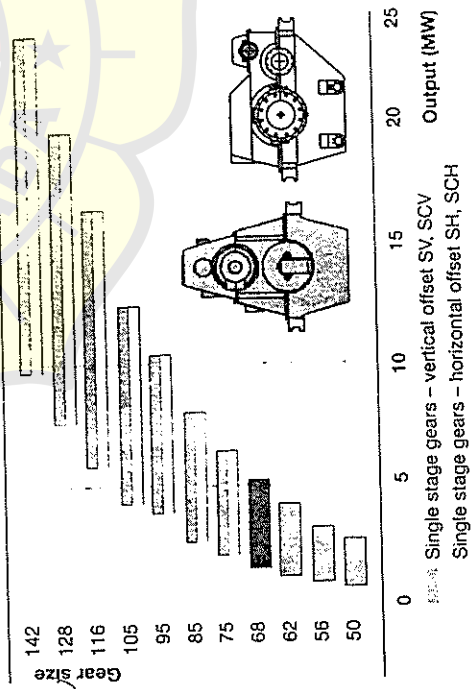 Gear size
142
128
116
105
95
85
75
68
62
56
50
0 5 10 15 20 25
Output (MW)
Single stage gears – vertical offset SV, SCV
Single stage gears – horizontal offset SH, SCH